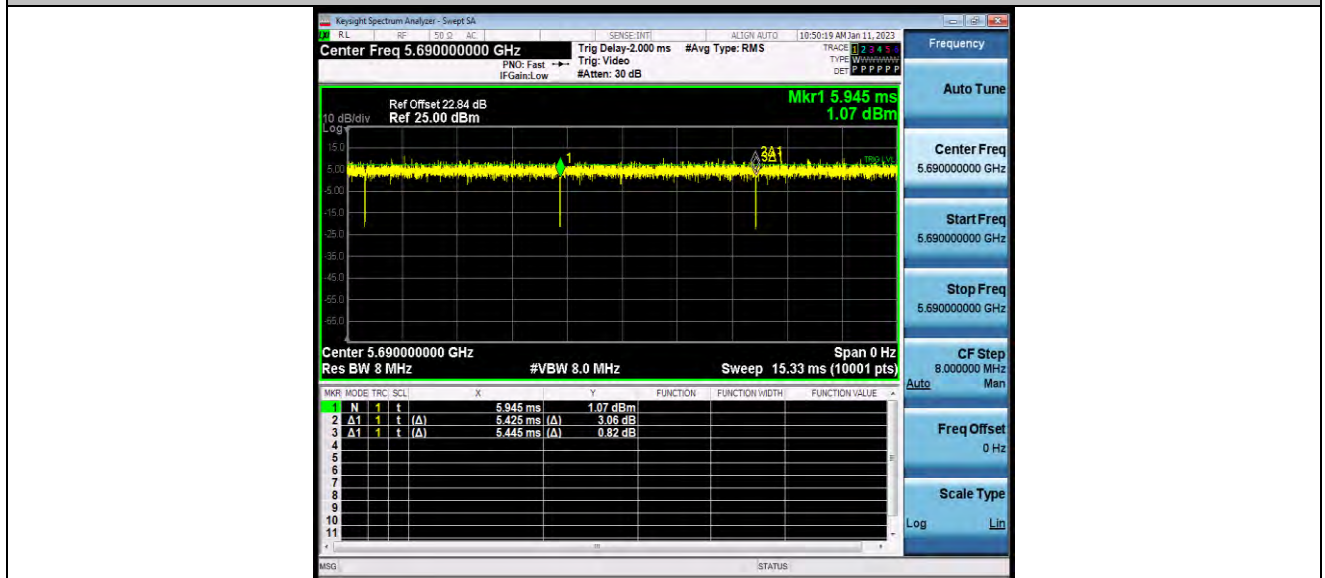 Keysight Spectrum Analyzer - Swept SA
RL RF 50 Ω AC SENSE:INT ALIGN AUTO 10:50:19 AM Jan 11, 2023
Center Freq 5.690000000 GHz Trig Delay-2.000 ms #Avg Type: RMS TRACE 1 2 3 4 5 6
PNO: Fast Trig: Video TYPE WWWWWW
IFGain:Low #Atten: 30 dB DET P P P P P P
Mkr1 5.945 ms
Ref Offset 22.84 dB
1.07 dBm
10 dB/div Ref 25.00 dBm
Log
15.0
5.00
-5.00
-15.0
-25.0
-35.0
-45.0
-55.0
-65.0
1
3Δ1
TRIG LVL
Center 5.690000000 GHz Span 0 Hz
Res BW 8 MHz #VBW 8.0 MHz Sweep 15.33 ms (10001 pts)
MKR MODE TRC SCL X Y FUNCTION FUNCTION WIDTH FUNCTION VALUE
1 N 1 t 5.945 ms 1.07 dBm
2 Δ1 1 t (Δ) 5.425 ms (Δ) 3.06 dB
3 Δ1 1 t (Δ) 5.445 ms (Δ) 0.82 dB
4
5
6
7
8
9
10
11
MSG STATUS
Frequency
Auto Tune
Center Freq
5.690000000 GHz
Start Freq
5.690000000 GHz
Stop Freq
5.690000000 GHz
CF Step
8.000000 MHz
Auto Man
Freq Offset
0 Hz
Scale Type
Log Lin